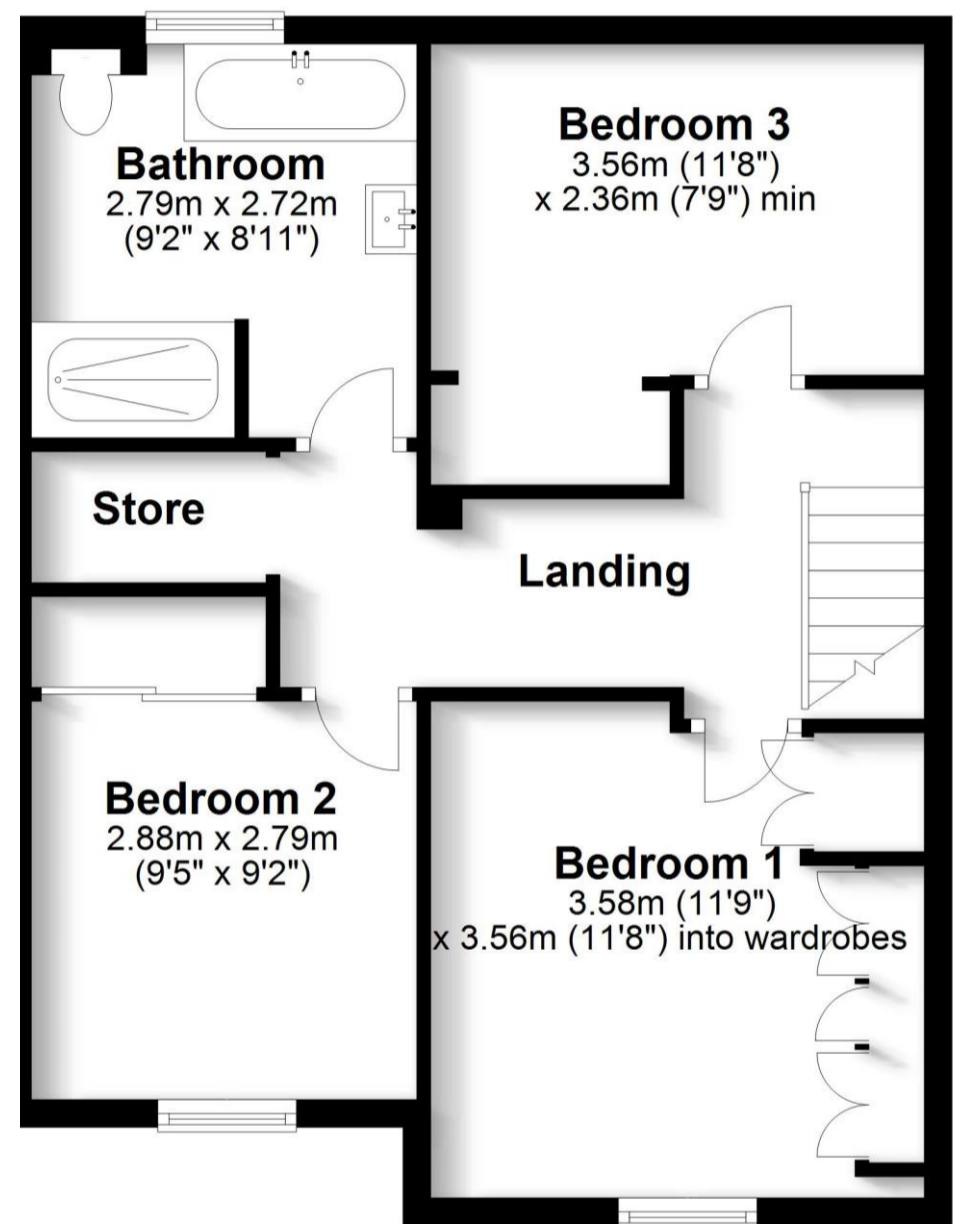 Bathroom
2.79m x 2.72m
(9'2" x 8'11")
Bedroom 3
3.56m (11'8")
x 2.36m (7'9") min
Store
Landing
Bedroom 2
2.88m x 2.79m
(9'5" x 9'2")
Bedroom 1
3.58m (11'9")
x 3.56m (11'8") into wardrobes